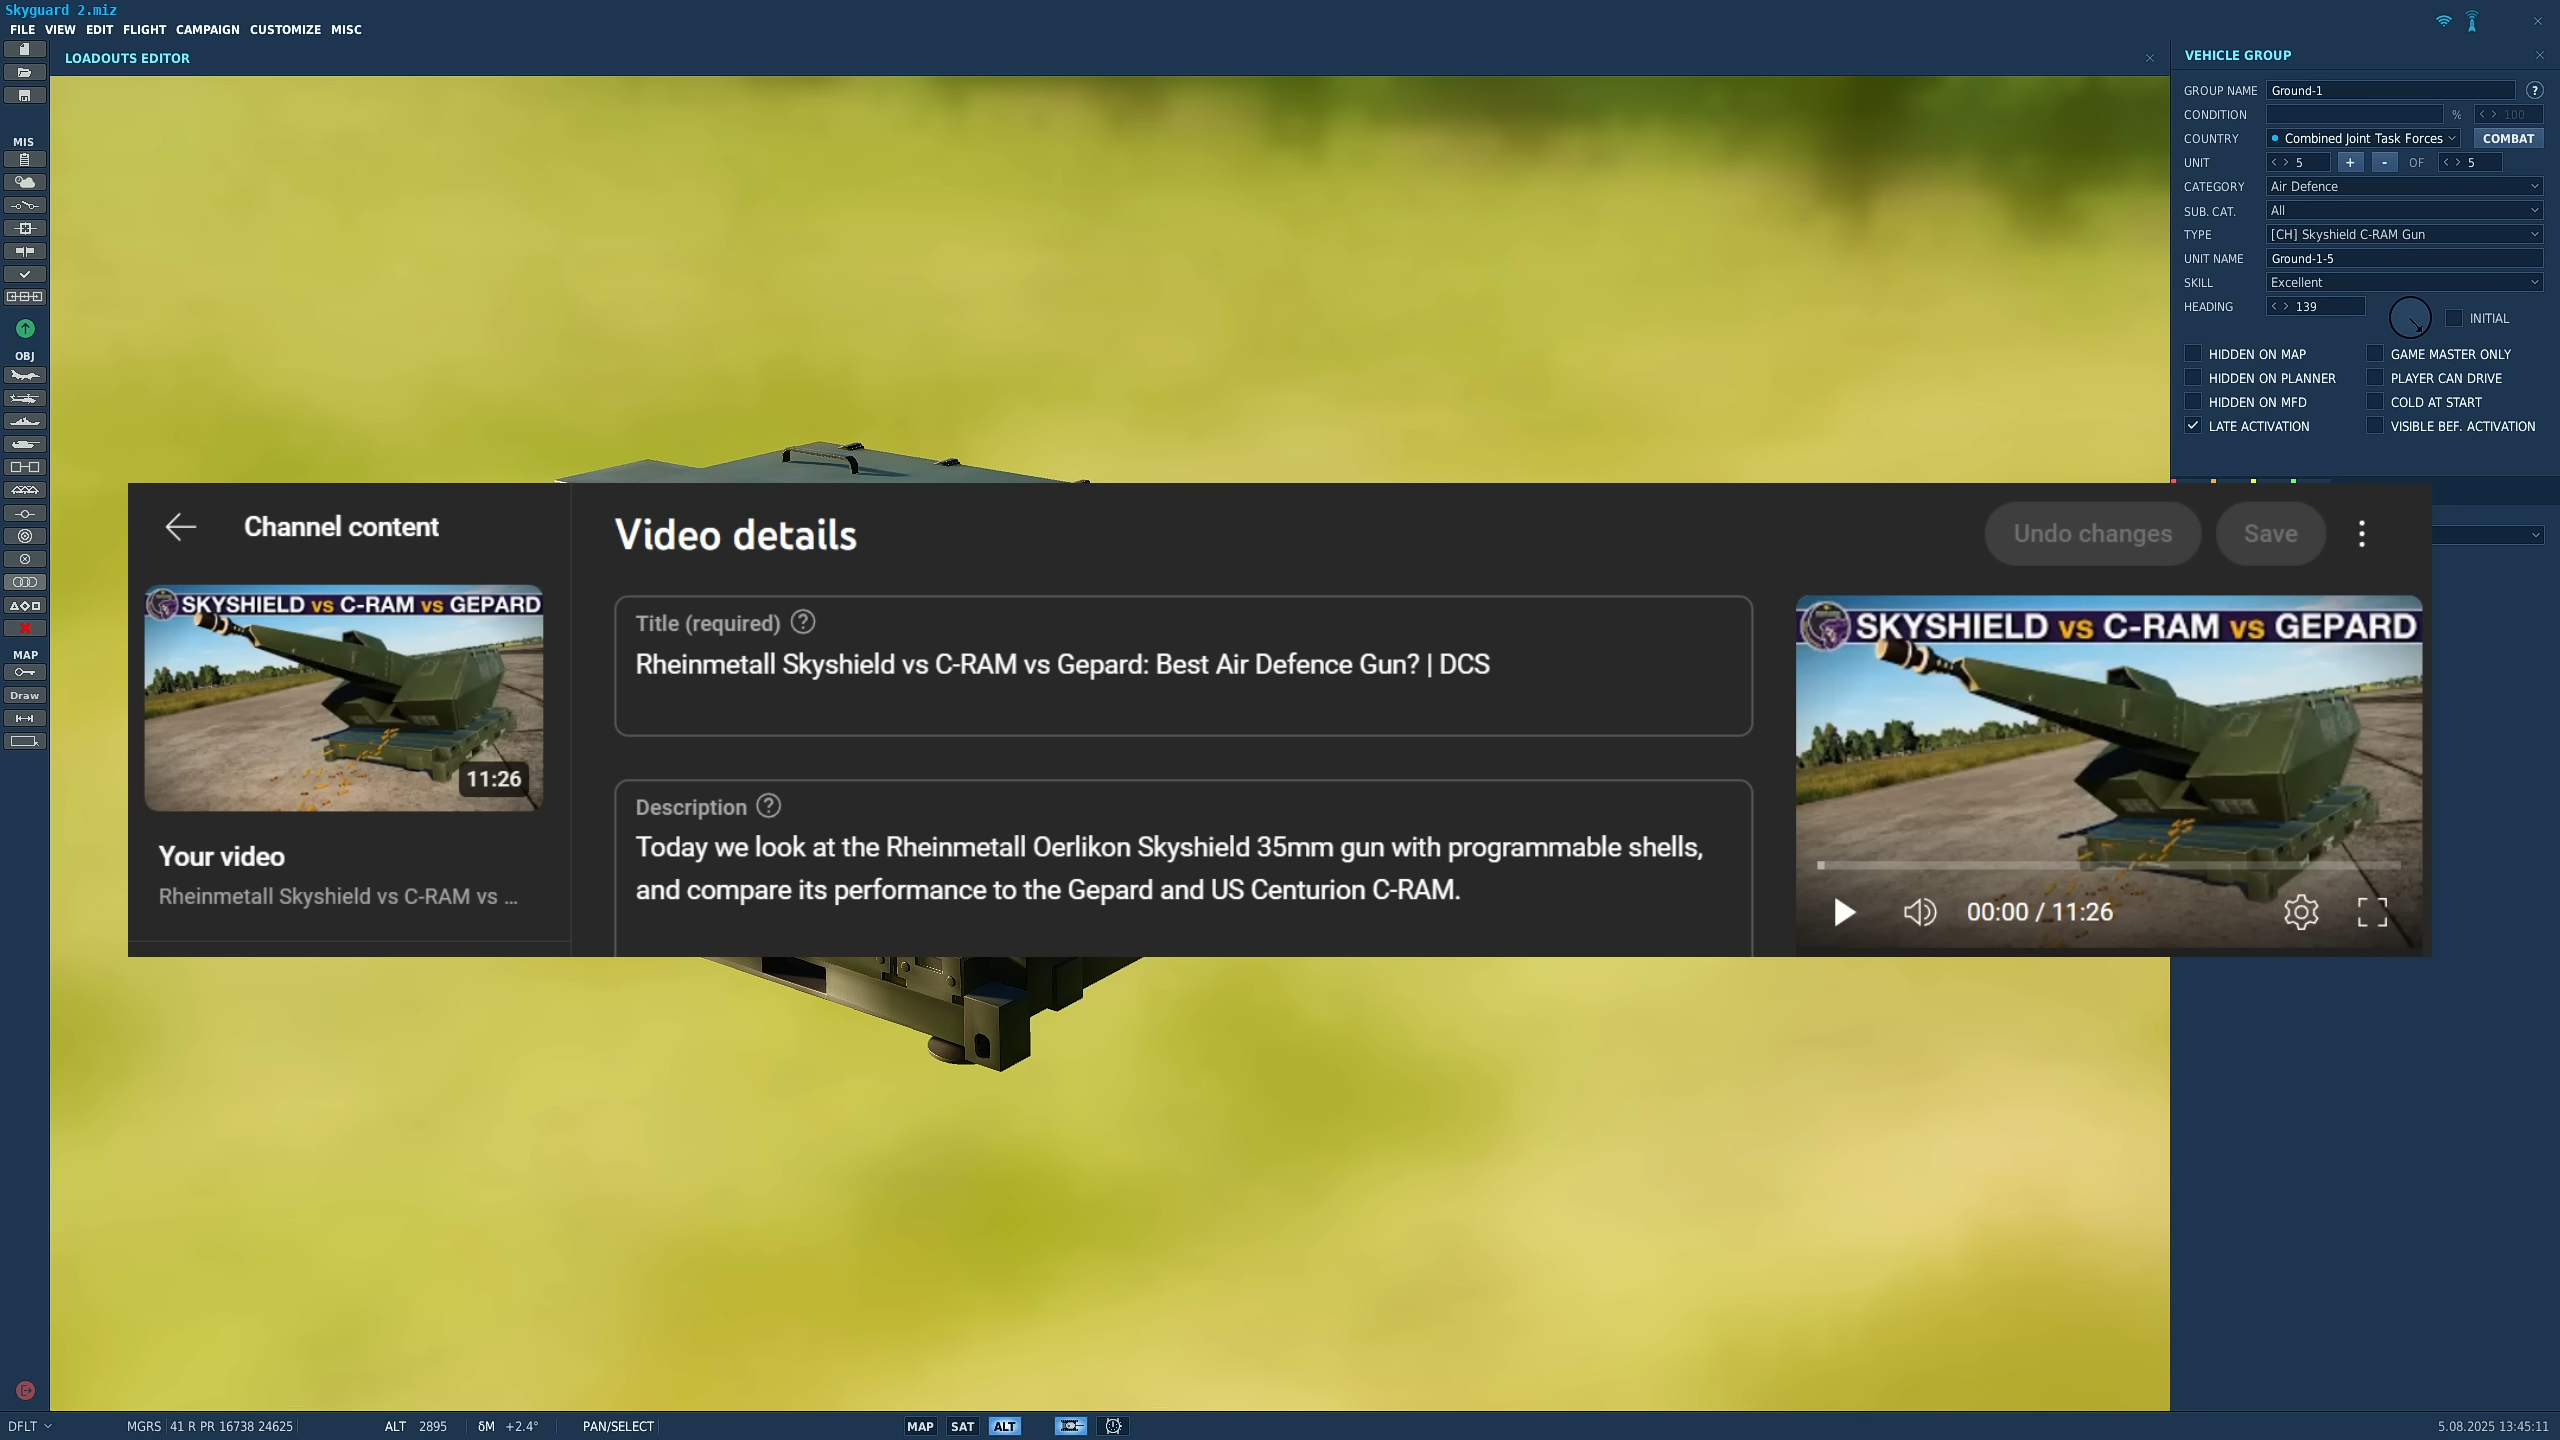 Skyguard 2.miz
FILE VIEW EDIT FLIGHT CAMPAIGN CUSTOMIZE MISC
LOADOUTS EDITOR
MIS
OBJ
MAP
Draw
VEHICLE GROUP
GROUP NAME Ground-1 ?
CONDITION % < > 100
COUNTRY Combined Joint Task Forces COMBAT
UNIT < > 5 + - OF < > 5
CATEGORY Air Defence
SUB. CAT. All
TYPE [CH] Skyshield C-RAM Gun
UNIT NAME Ground-1-5
SKILL Excellent
HEADING < > 139 INITIAL
HIDDEN ON MAP GAME MASTER ONLY
HIDDEN ON PLANNER PLAYER CAN DRIVE
HIDDEN ON MFD COLD AT START
LATE ACTIVATION VISIBLE BEF. ACTIVATION
Channel content
SKYSHIELD vs C-RAM vs GEPARD
11:26
Your video
Rheinmetall Skyshield vs C-RAM vs ...
Video details
Undo changes Save
Title (required) ?
Rheinmetall Skyshield vs C-RAM vs Gepard: Best Air Defence Gun? | DCS
Description ?
Today we look at the Rheinmetall Oerlikon Skyshield 35mm gun with programmable shells,
and compare its performance to the Gepard and US Centurion C-RAM.
SKYSHIELD vs C-RAM vs GEPARD
00:00 / 11:26
DFLT MGRS 41 R PR 16738 24625 ALT 2895 δM +2.4° PAN/SELECT MAP SAT ALT 5.08.2025 13:45:11